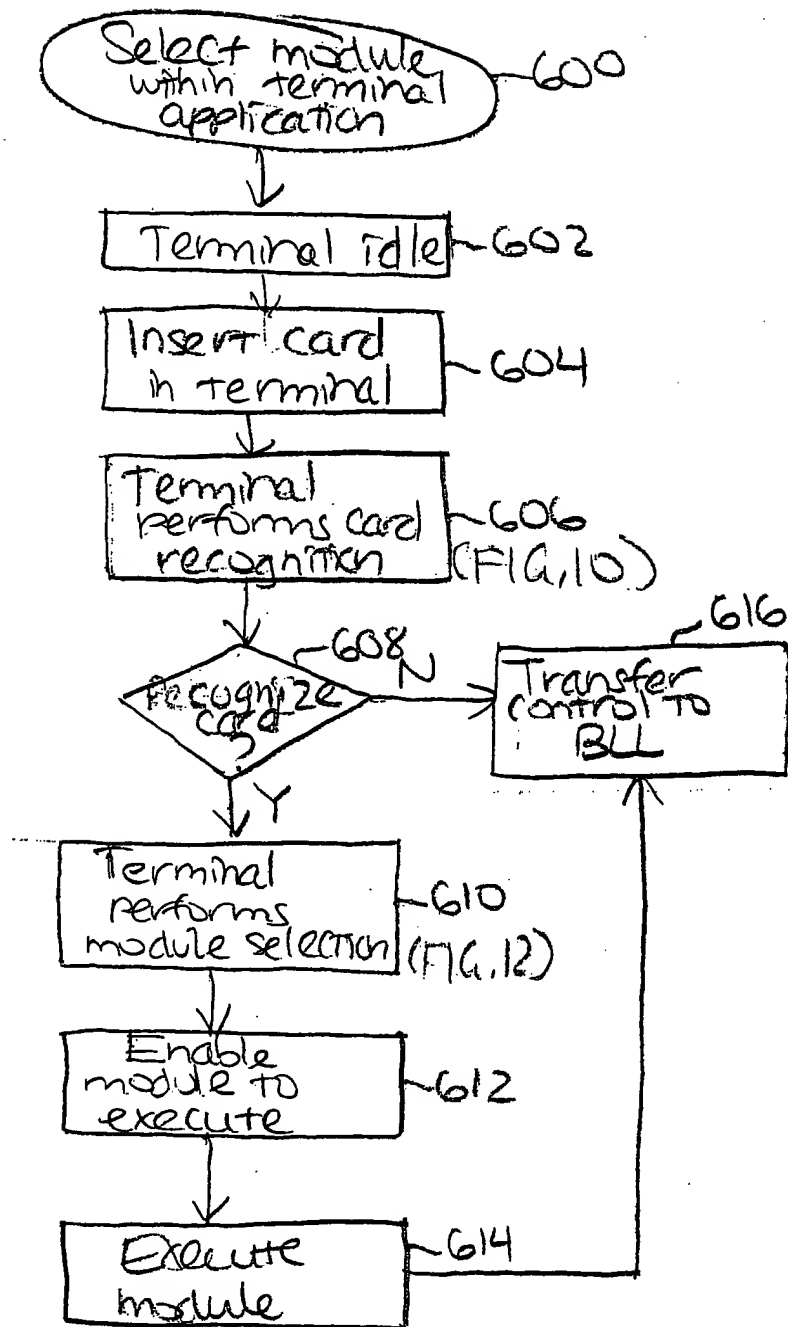 Select module
within terminal
application
600
Terminal idle
602
Insert card
in terminal
604
Terminal
performs card
recognition
606
(FIG. 10)
608
Recognize
card
?
N
616
Transfer
control to
BLL
Y
Terminal
performs
module selection
610
(FIG. 12)
Enable
module to
execute
612
Execute
module
614